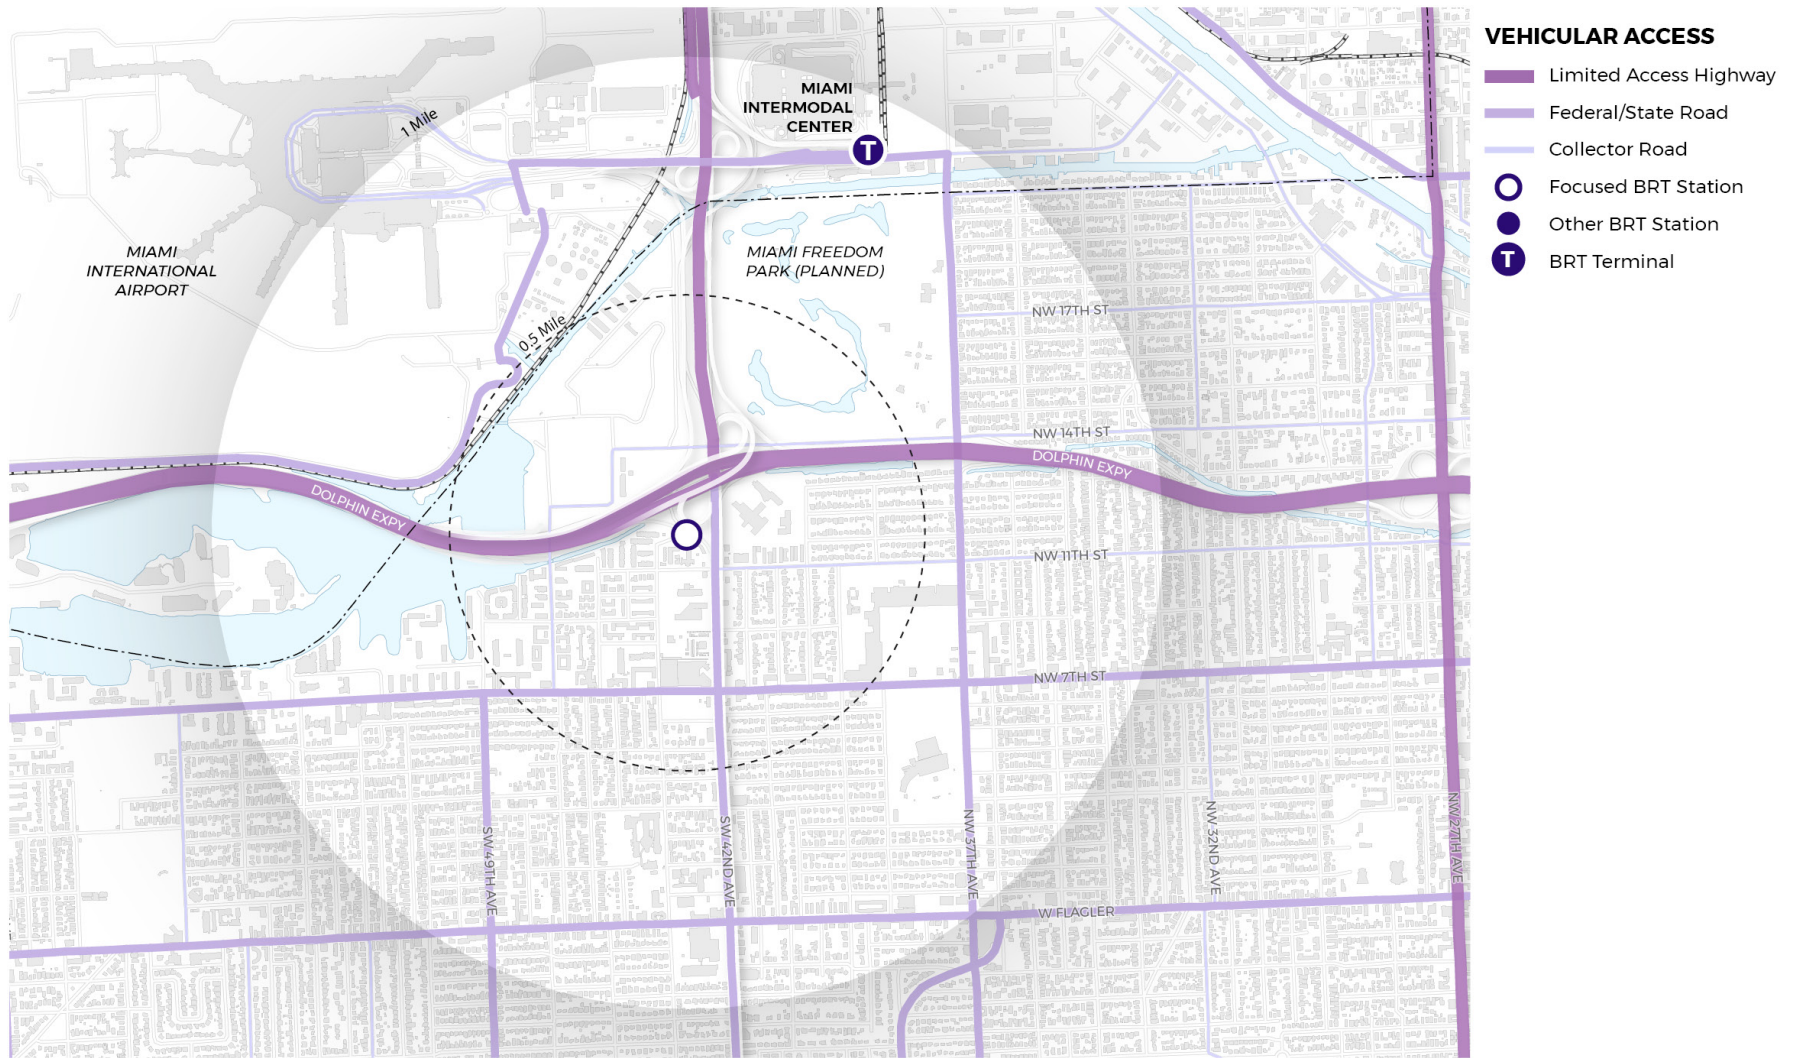 VEHICULAR ACCESS
Limited Access Highway
Federal/State Road
Collector Road
Focused BRT Station
Other BRT Station
T
BRT Terminal
MIAMI
INTERMODAL
CENTER
T
1 Mile
MIAMI
INTERNATIONAL
AIRPORT
MIAMI FREEDOM
PARK (PLANNED)
0.5 Mile
NW 17TH ST
NW 14TH ST
DOLPHIN EXPY
DOLPHIN EXPY
NW 11TH ST
NW 7TH ST
SW 49TH AVE
SW 42ND AVE
NW 37TH AVE
NW 32ND AVE
NW 27TH AVE
W FLAGLER